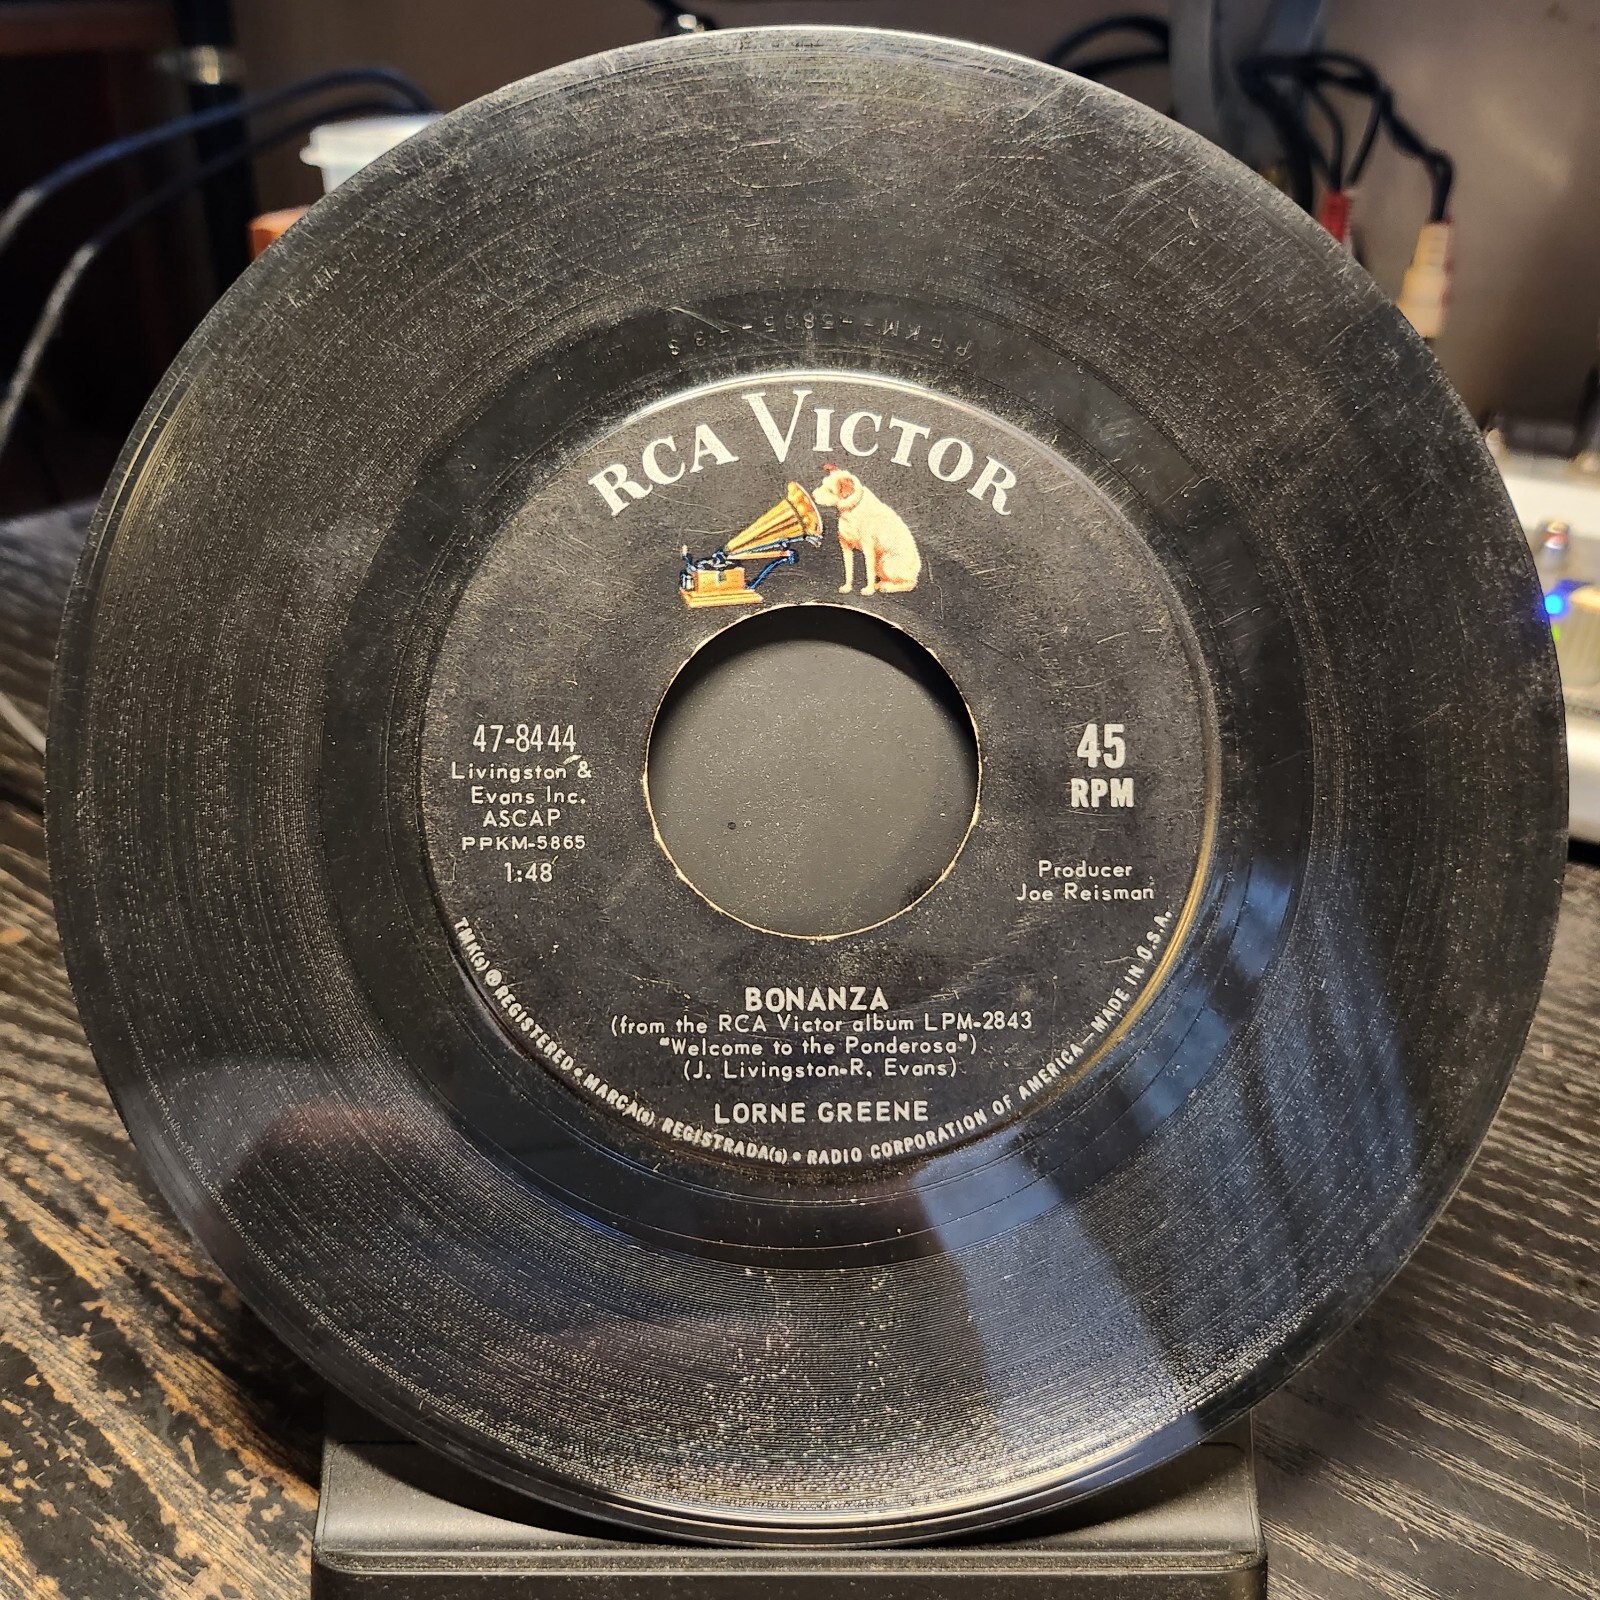 RCA VICTOR
47-8444
Livingston &
Evans Inc.
ASCAP
PPKM-5865
1:48
45
RPM
Producer
Joe Reisman
BONANZA
(from the RCA Victor album LPM-2843
"Welcome to the Ponderosa")
(J. Livingston-R. Evans)
LORNE GREENE
TMK(s) ® REGISTERED • MARCA(s) REGISTRADA(s) • RADIO CORPORATION OF AMERICA—MADE IN U.S.A.